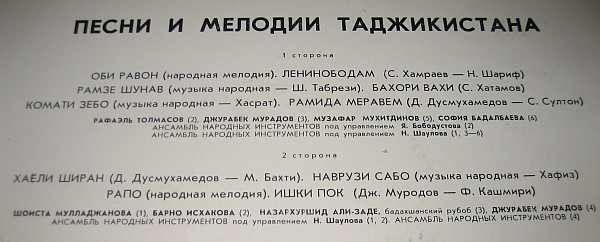 ПЕСНИ И МЕЛОДИИ ТАДЖИКИСТАНА
1 сторона
ОБИ РАВОН (народная мелодия). ЛЕНИНОБОДАМ (С. Хамраев — Н. Шариф)
РАМЗЕ ШУНАВ (музыка народная — Ш. Табрези). БАХОРИ ВАХИ (С. Хатамов)
КОМАТИ ЗЕБО (музыка народная — Хасрат). РАМИДА МЕРАВЕМ (Д. Дусмухамедов — С. Султон)
РАФАЭЛЬ ТОЛМАСОВ (2), ДЖУРАБЕК МУРАДОВ (3), МУЗАФАР МУХИТДИНОВ (5), СОФИЯ БАДАЛБАЕВА (6)
АНСАМБЛЬ НАРОДНЫХ ИНСТРУМЕНТОВ под управлением Я. Бободустова (2)
АНСАМБЛЬ НАРОДНЫХ ИНСТРУМЕНТОВ под управлением Н. Шаулова (1, 3—6)
2 сторона
ХАЕЛИ ШИРАН (Д. Дусмухамедов — М. Бахти). НАВРУЗИ САБО (музыка народная — Хафиз)
РАПО (народная мелодия). ИШКИ ПОК (Дж. Муродов — Ф. Кашмири)
ШОИСТА МУЛЛАДЖАНОВА (1), БАРНО ИСХАКОВА (2), НАЗАРХУРШИД АЛИ-ЗАДЕ, бадахшанский рубоб (3), ДЖУРАБЕК МУРАДОВ (4)
АНСАМБЛЬ НАРОДНЫХ ИНСТРУМЕНТОВ под управлением Н. Шаулова (1, 2). АНСАМБЛЬ НАРОДНЫХ ИНСТРУМЕНТОВ (4)